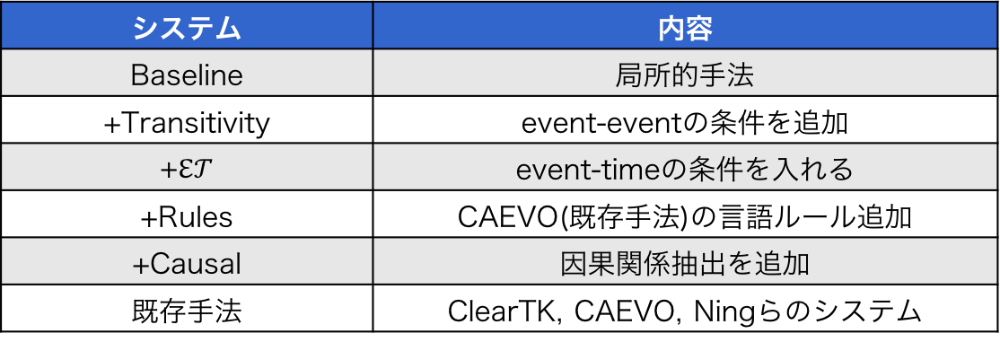 システム 内容
Baseline 局所的手法
+Transitivity event-eventの条件を追加
+ℇ𝒯 event-timeの条件を入れる
+Rules CAEVO(既存手法)の言語ルール追加
+Causal 因果関係抽出を追加
既存手法 ClearTK, CAEVO, Ningらのシステム